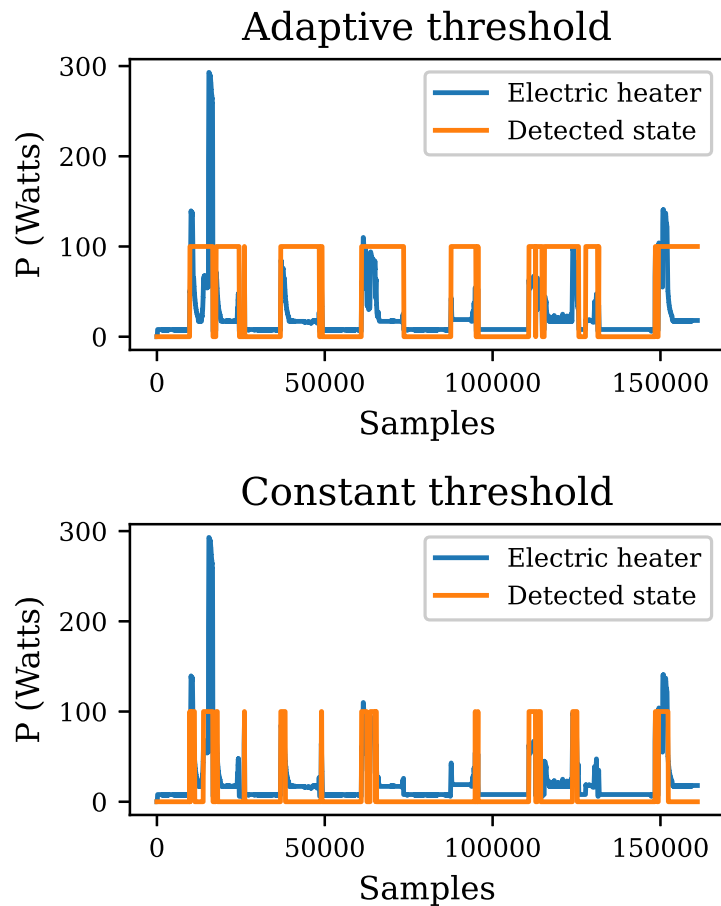 Adaptive threshold
300
200
100
0
P (Watts)
Electric heater
Detected state
0
50000
100000
150000
Samples
Constant threshold
300
200
100
0
P (Watts)
Electric heater
Detected state
0
50000
100000
150000
Samples